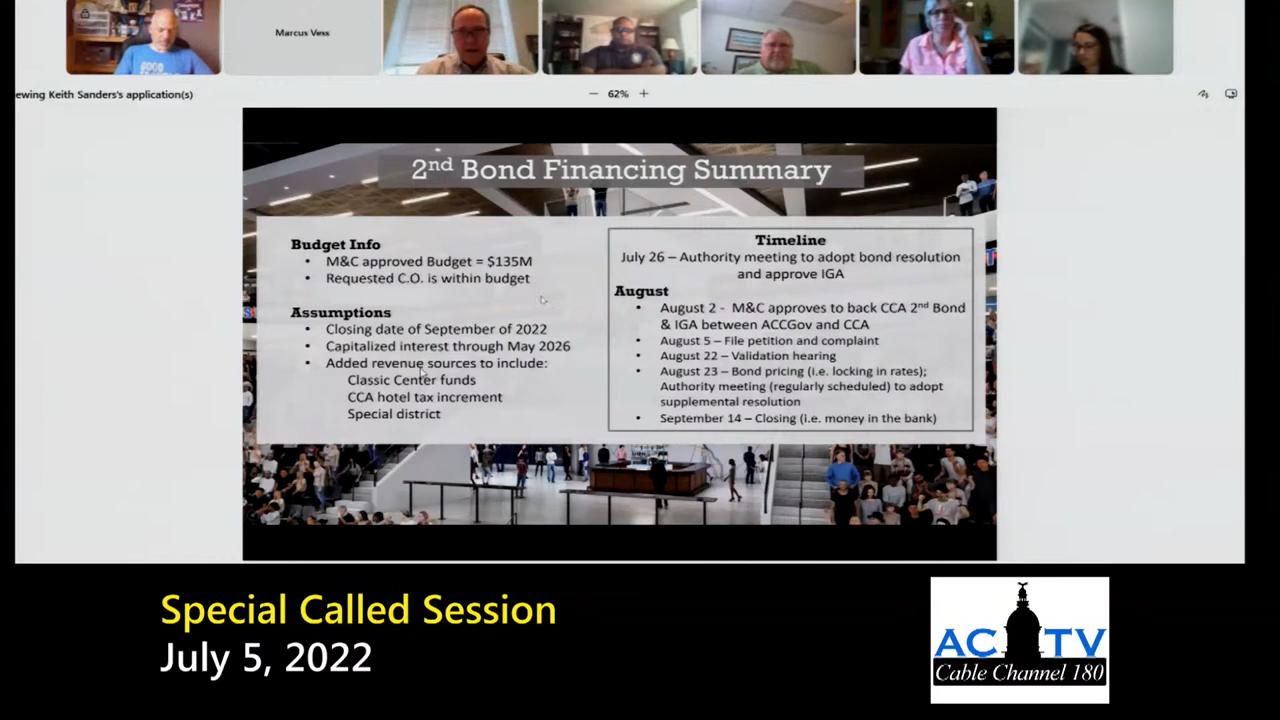 GOOD
Marcus Vess
ewing Keith Sanders's application(s)
62%
2nd Bond Financing Summary
Budget Info
• M&C approved Budget = $135M
• Requested C.O. is within budget
Assumptions
• Closing date of September of 2022
• Capitalized interest through May 2026
• Added revenue sources to include:
Classic Center funds
CCA hotel tax increment
Special district
Timeline
July 26 – Authority meeting to adopt bond resolution
and approve IGA
August
• August 2 - M&C approves to back CCA 2nd Bond
& IGA between ACCGov and CCA
• August 5 – File petition and complaint
• August 22 – Validation hearing
• August 23 – Bond pricing (i.e. locking in rates);
Authority meeting (regularly scheduled) to adopt
supplemental resolution
• September 14 – Closing (i.e. money in the bank)
Special Called Session
July 5, 2022
AC TV
Cable Channel 180